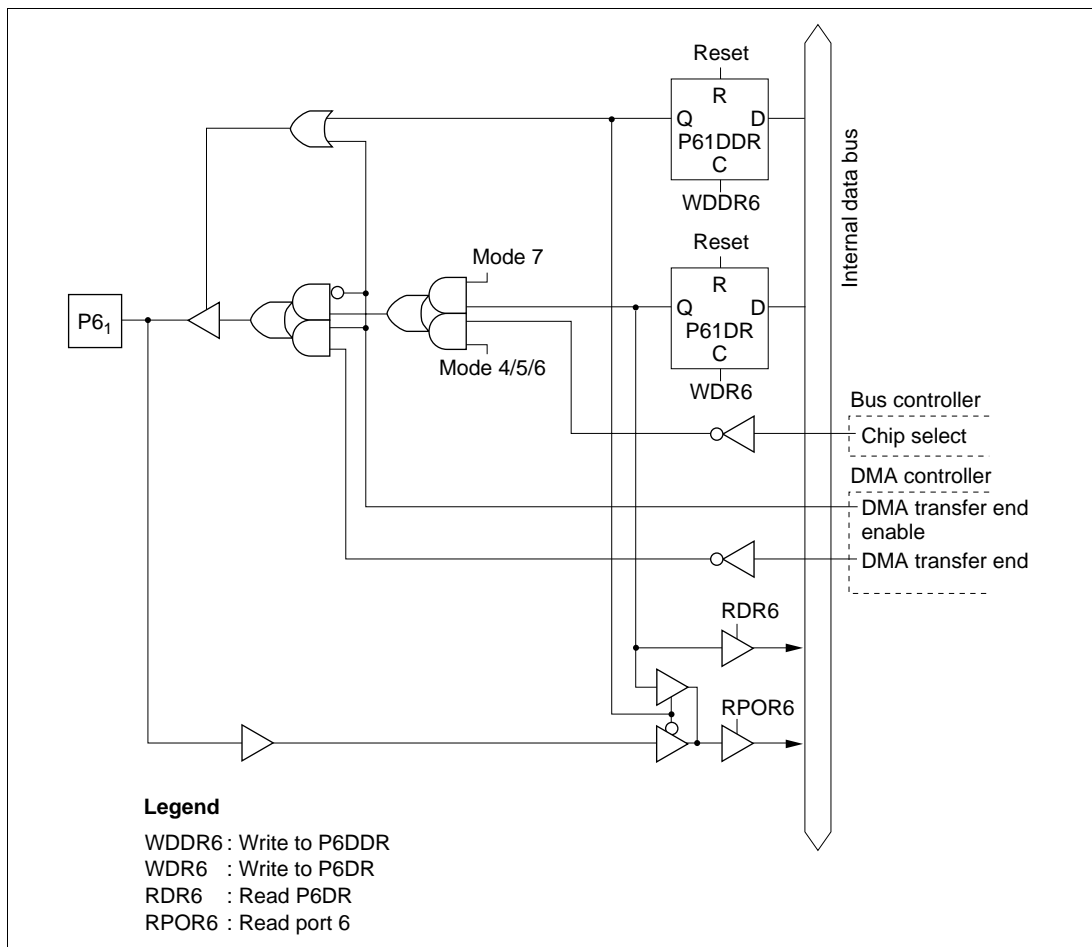 Reset
R
Q D
P61DDR
C
WDDR6
Internal data bus
Mode 7
Reset
R
Q D
P61DR
C
WDR6
P6₁
Mode 4/5/6
Bus controller
Chip select
DMA controller
DMA transfer end
enable
DMA transfer end
RDR6
RPOR6
Legend
WDDR6 : Write to P6DDR
WDR6 : Write to P6DR
RDR6 : Read P6DR
RPOR6 : Read port 6